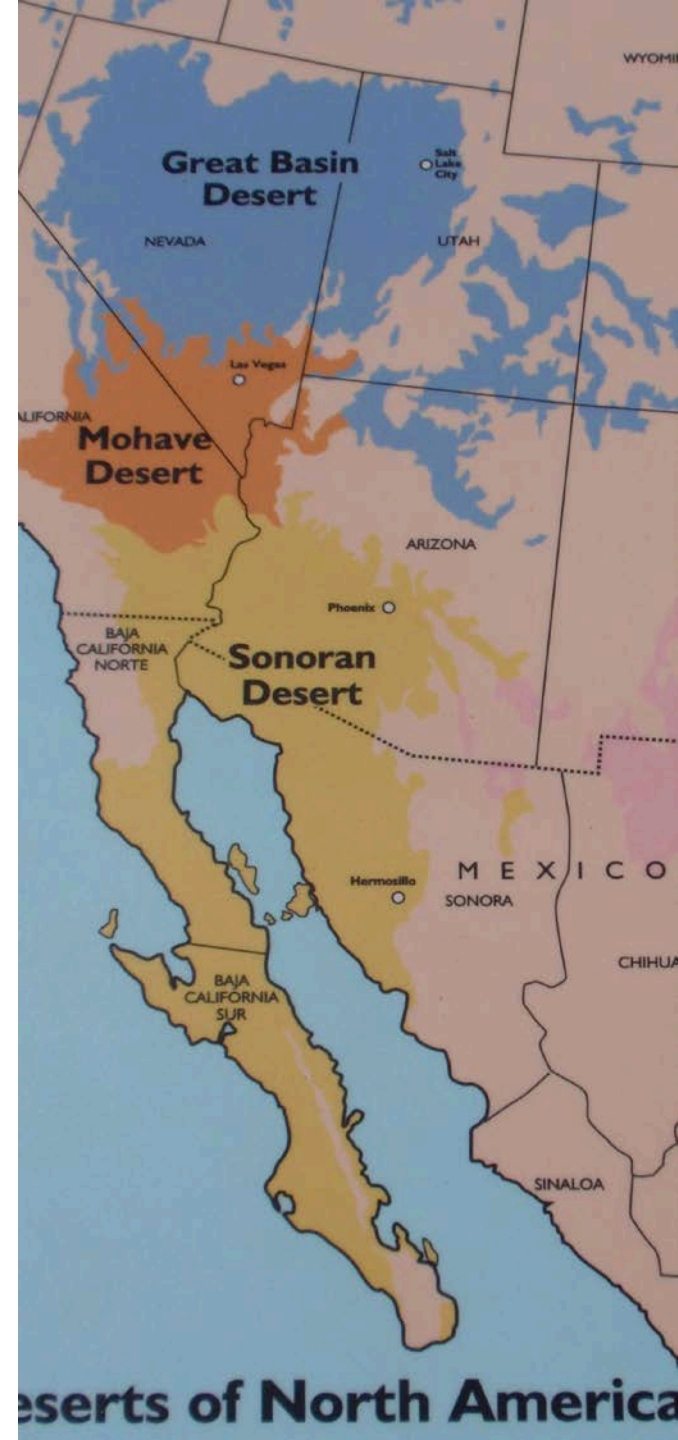 WYOMI
Great Basin
Desert
Salt
Lake
City
NEVADA
UTAH
Las Vegas
ALIFORNIA
Mohave
Desert
ARIZONA
Phoenix
BAJA
CALIFORNIA
NORTE
Sonoran
Desert
MEXICO
Hermosillo
SONORA
CHIHUA
BAJA
CALIFORNIA
SUR
SINALOA
eserts of North America